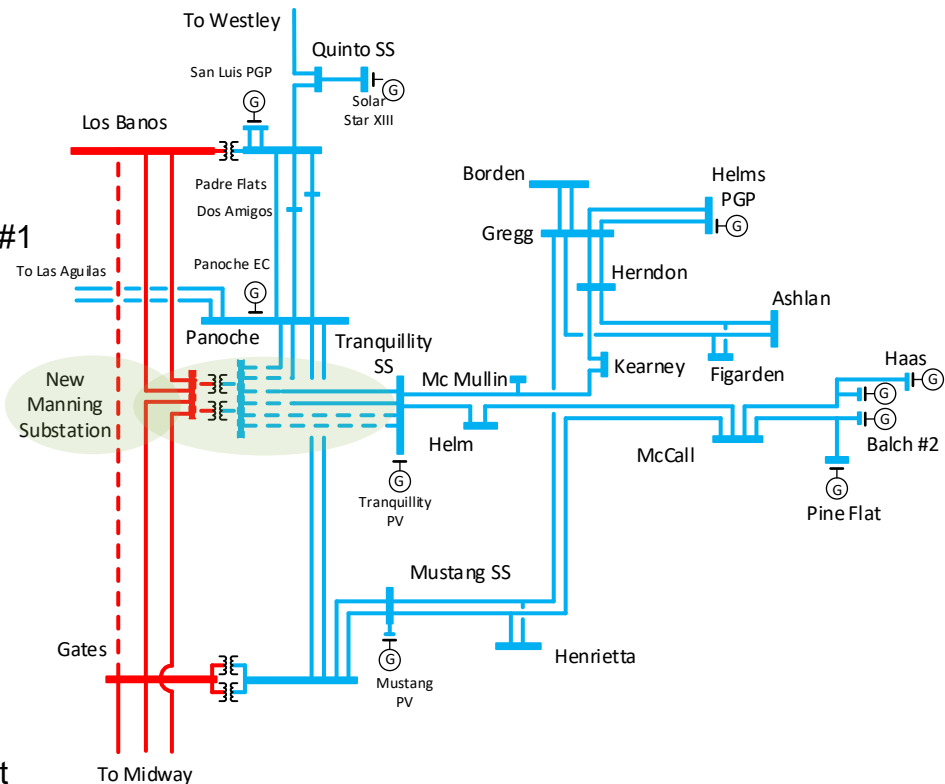 To Westley
Quinto SS
San Luis PGP
G
G
Solar
Star XIII
Los Banos
Borden
Helms
PGP
G
Padre Flats
Dos Amigos
#1
Gregg
To Las Aguilas
Panoche EC
G
Herndon
Ashlan
Panoche
Tranquillity
SS
New
Manning
Substation
Mc Mullin
Kearney
Figarden
Haas
G
G
Helm
G
Balch #2
McCall
G
Tranquillity
PV
G
Pine Flat
Mustang SS
Gates
Henrietta
G
Mustang
PV
t
To Midway